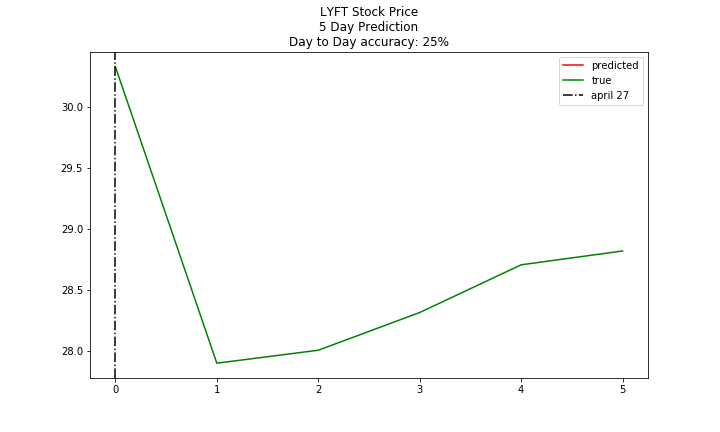 LYFT Stock Price
5 Day Prediction
Day to Day accuracy: 25%
predicted
true
april 27
30.0
29.5
29.0
28.5
28.0
0 1 2 3 4 5